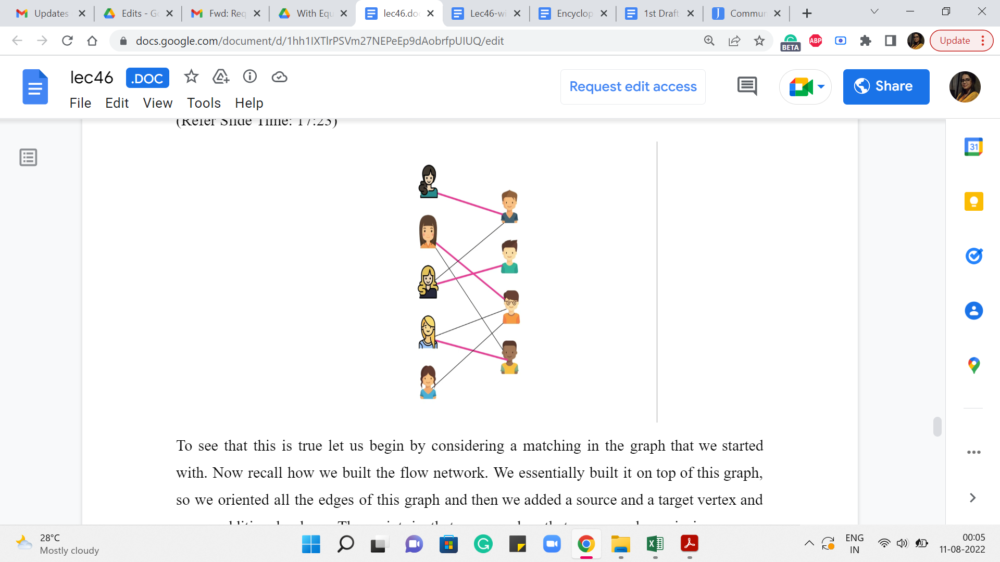 Updates
Edits - Go
Fwd: Req
With Equ
lec46.doc
Lec46-wi
Encyclop
1st Draft
Commun
docs.google.com/document/d/1hh1IXTlrPSVm27NEPeEp9dAobrfpUIUQ/edit
BETA
ABP
Update
lec46 .DOC
Request edit access
Share
File Edit View Tools Help
31
(Refer Slide Time: 17:23)
To see that this is true let us begin by considering a matching in the graph that we started
with. Now recall how we built the flow network. We essentially built it on top of this graph,
so we oriented all the edges of this graph and then we added a source and a target vertex and
28°C
Mostly cloudy
ENG
IN
00:05
11-08-2022